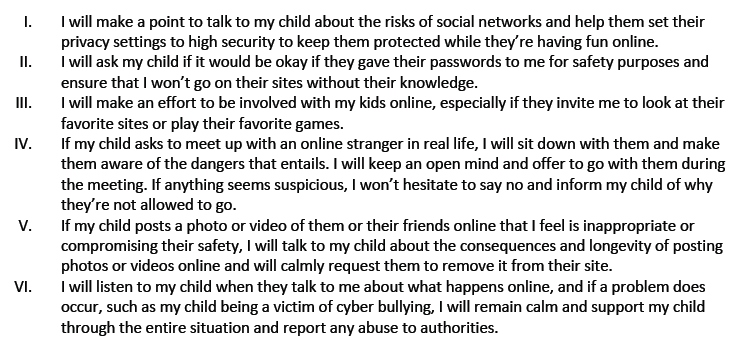 I. I will make a point to talk to my child about the risks of social networks and help them set their
privacy settings to high security to keep them protected while they're having fun online.
II. I will ask my child if it would be okay if they gave their passwords to me for safety purposes and
ensure that I won't go on their sites without their knowledge.
III. I will make an effort to be involved with my kids online, especially if they invite me to look at their
favorite sites or play their favorite games.
IV. If my child asks to meet up with an online stranger in real life, I will sit down with them and make
them aware of the dangers that entails. I will keep an open mind and offer to go with them during
the meeting. If anything seems suspicious, I won't hesitate to say no and inform my child of why
they're not allowed to go.
V. If my child posts a photo or video of them or their friends online that I feel is inappropriate or
compromising their safety, I will talk to my child about the consequences and longevity of posting
photos or videos online and will calmly request them to remove it from their site.
VI. I will listen to my child when they talk to me about what happens online, and if a problem does
occur, such as my child being a victim of cyber bullying, I will remain calm and support my child
through the entire situation and report any abuse to authorities.